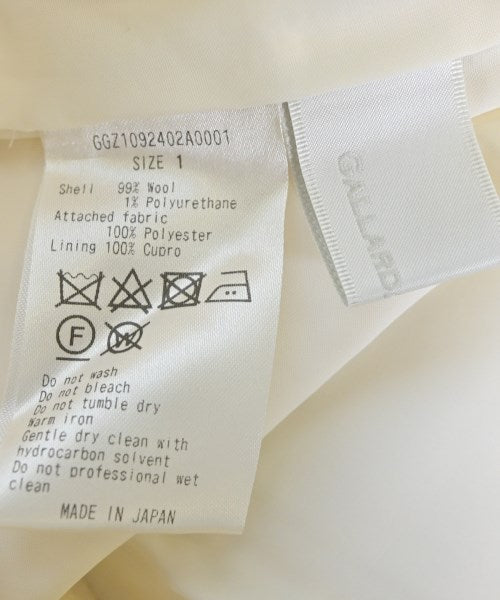 GGZ1092402A0001
SIZE 1
Shell 99% Wool
1% Polyurethane
Attached fabric
100% Polyester
Lining 100% Cupro
F
W
Do not wash
Do not bleach
Do not tumble dry
Warm iron
Gentle dry clean with
hydrocarbon solvent
Do not professional wet
clean
MADE IN JAPAN
GALLARD